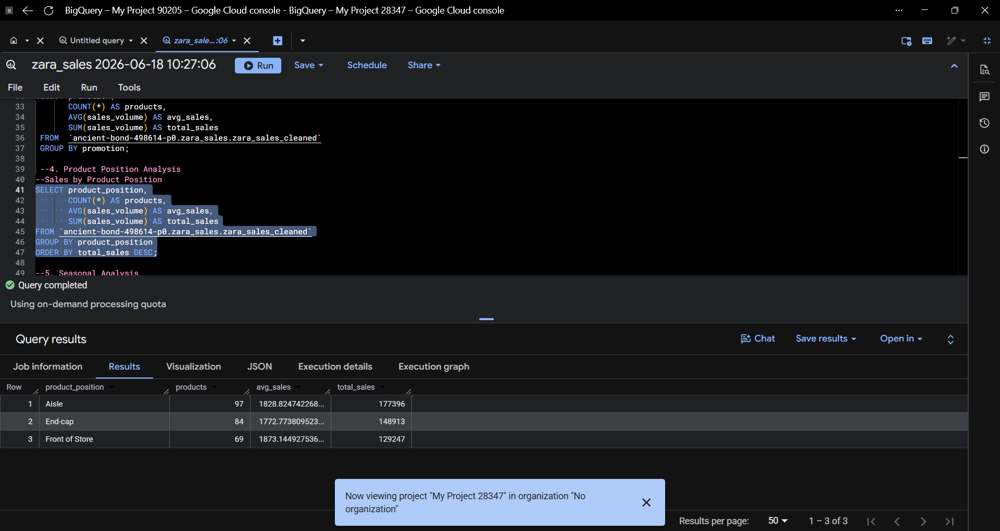 BigQuery – My Project 90205 – Google Cloud console - BigQuery – My Project 28347 – Google Cloud console
Untitled query
zara_sale...:06
zara_sales 2026-06-18 10:27:06
Run
Save
Schedule
Share
File
Edit
Run
Tools
33 COUNT(*) AS products,
34 AVG(sales_volume) AS avg_sales,
35 SUM(sales_volume) AS total_sales
36 FROM `ancient-bond-498614-p0.zara_sales.zara_sales_cleaned`
37 GROUP BY promotion;
38
39 --4. Product Position Analysis
40 --Sales by Product Position
41 SELECT product_position,
42 COUNT(*) AS products,
43 AVG(sales_volume) AS avg_sales,
44 SUM(sales_volume) AS total_sales
45 FROM `ancient-bond-498614-p0.zara_sales.zara_sales_cleaned`
46 GROUP BY product_position
47 ORDER BY total_sales DESC;
48
49 --5. Seasonal Analysis
Query completed
Using on-demand processing quota
Query results
Chat
Save results
Open in
Job information
Results
Visualization
JSON
Execution details
Execution graph
Row product_position products avg_sales total_sales
1 Aisle 97 1828.824742268... 177396
2 End-cap 84 1772.773809523... 148913
3 Front of Store 69 1873.144927536... 129247
Now viewing project "My Project 28347" in organization "No
organization"
Results per page: 50 1 – 3 of 3